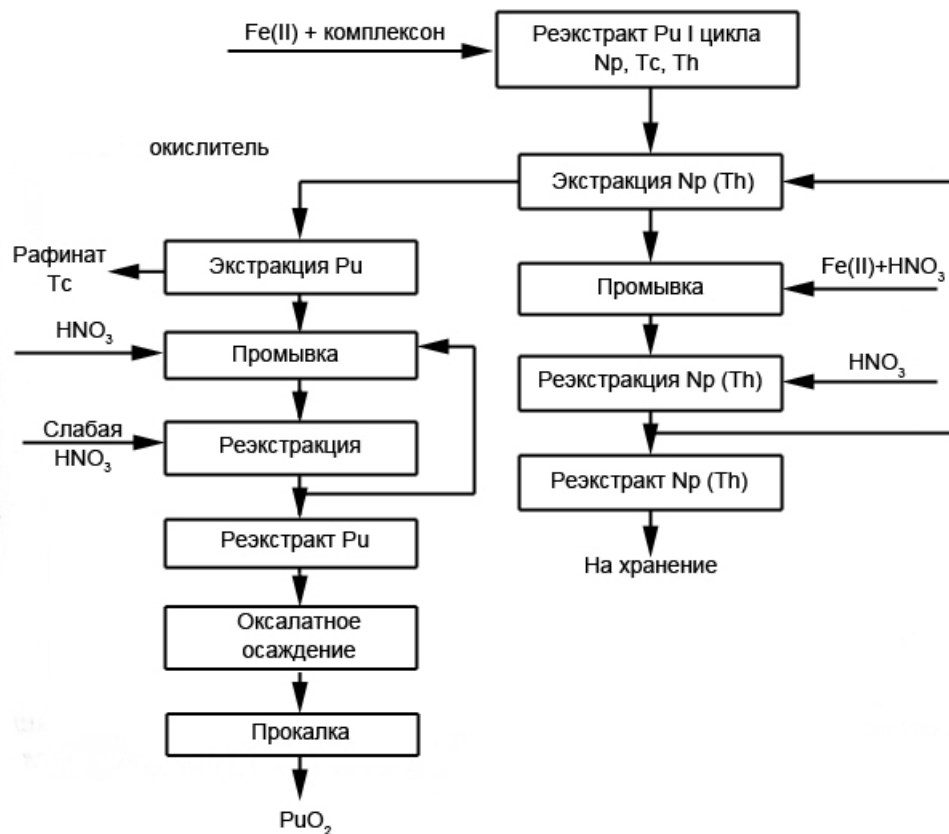 Fe(II) + комплексон
Реэкстракт Pu I цикла
Np, Tc, Th
окислитель
Экстракция Np (Th)
Рафинат
Tc
Экстракция Pu
Fe(II)+HNO₃
Промывка
HNO₃
Промывка
HNO₃
Реэкстракция Np (Th)
Слабая
HNO₃
Реэкстракция
Реэкстракт Np (Th)
Реэкстракт Pu
На хранение
Оксалатное
осаждение
Прокалка
PuO₂